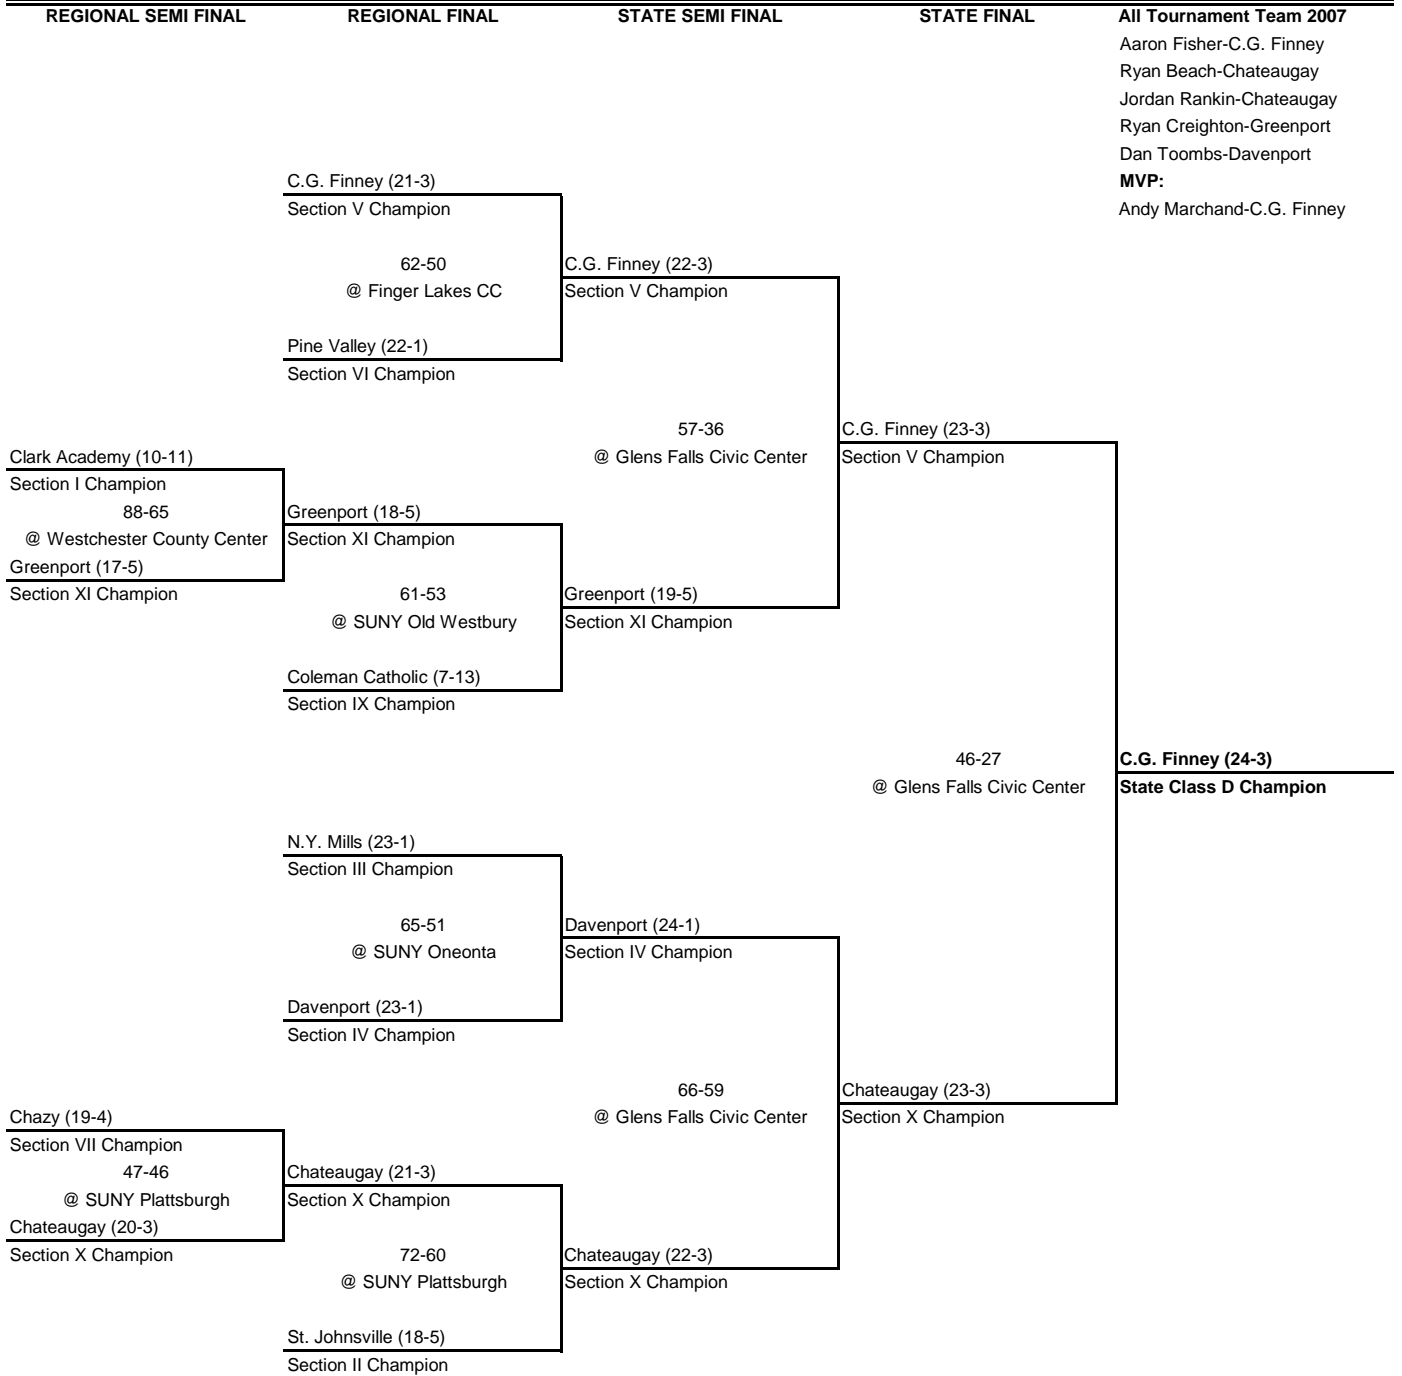 REGIONAL SEMI FINAL
REGIONAL FINAL
STATE SEMI FINAL
STATE FINAL
All Tournament Team 2007
Aaron Fisher-C.G. Finney
Ryan Beach-Chateaugay
Jordan Rankin-Chateaugay
Ryan Creighton-Greenport
Dan Toombs-Davenport
MVP:
Andy Marchand-C.G. Finney
C.G. Finney (21-3)
Section V Champion
62-50
@ Finger Lakes CC
Pine Valley (22-1)
Section VI Champion
C.G. Finney (22-3)
Section V Champion
57-36
@ Glens Falls Civic Center
C.G. Finney (23-3)
Section V Champion
Clark Academy (10-11)
Section I Champion
88-65
@ Westchester County Center
Greenport (17-5)
Section XI Champion
Greenport (18-5)
Section XI Champion
61-53
@ SUNY Old Westbury
Coleman Catholic (7-13)
Section IX Champion
Greenport (19-5)
Section XI Champion
46-27
@ Glens Falls Civic Center
C.G. Finney (24-3)
State Class D Champion
N.Y. Mills (23-1)
Section III Champion
65-51
@ SUNY Oneonta
Davenport (23-1)
Section IV Champion
Davenport (24-1)
Section IV Champion
66-59
@ Glens Falls Civic Center
Chateaugay (23-3)
Section X Champion
Chazy (19-4)
Section VII Champion
47-46
@ SUNY Plattsburgh
Chateaugay (20-3)
Section X Champion
Chateaugay (21-3)
Section X Champion
72-60
@ SUNY Plattsburgh
St. Johnsville (18-5)
Section II Champion
Chateaugay (22-3)
Section X Champion